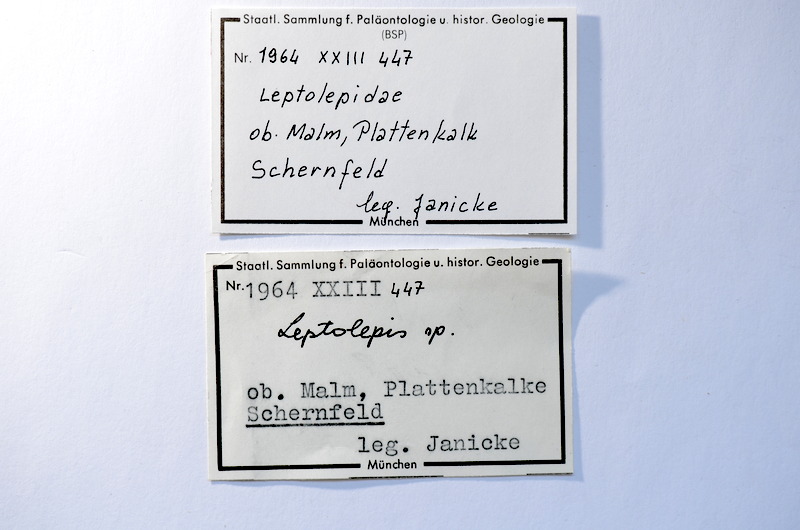 Staatl. Sammlung f. Paläontologie u. histor. Geologie
(BSP)
Nr. 1964 XXIII 447
Leptolepidae
ob. Malm, Plattenkalk
Schernfeld
leg. Janicke
München
Staatl. Sammlung f. Paläontologie u. histor. Geologie
Nr. 1964 XXIII 447
Leptolepis sp.
ob. Malm, Plattenkalke
Schernfeld
leg. Janicke
München